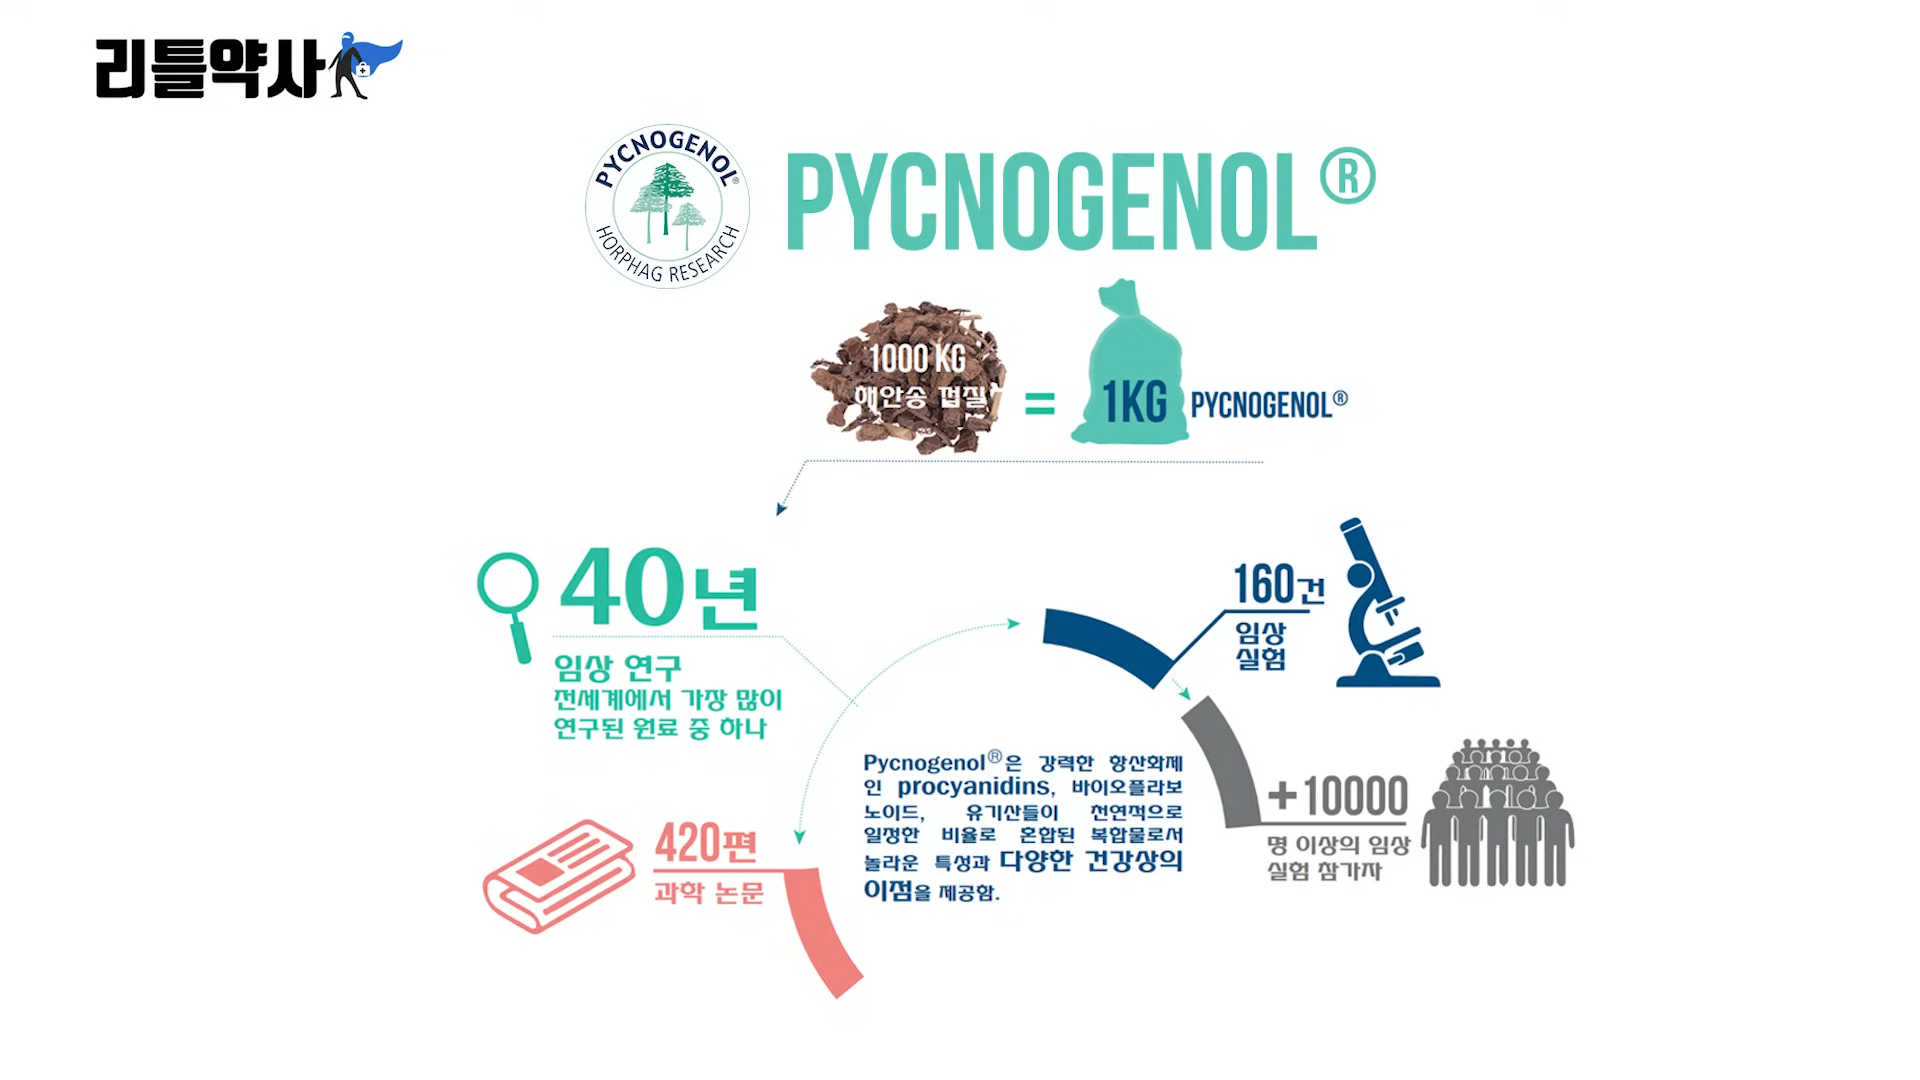 리틀약사
PYCNOGENOL®
HORPHAG RESEARCH
PYCNOGENOL®
1000 KG
해안송 껍질
=
1KG
PYCNOGENOL®
40년
임상 연구
전세계에서 가장 많이
연구된 원료 중 하나
160건
임상
실험
Pycnogenol®은 강력한 항산화제
인 procyanidins, 바이오플라보
노이드, 유기산들이 천연적으로
일정한 비율로 혼합된 복합물로서
놀라운 특성과 다양한 건강상의
이점을 제공함.
+10000
명 이상의 임상
실험 참가자
420편
과학 논문